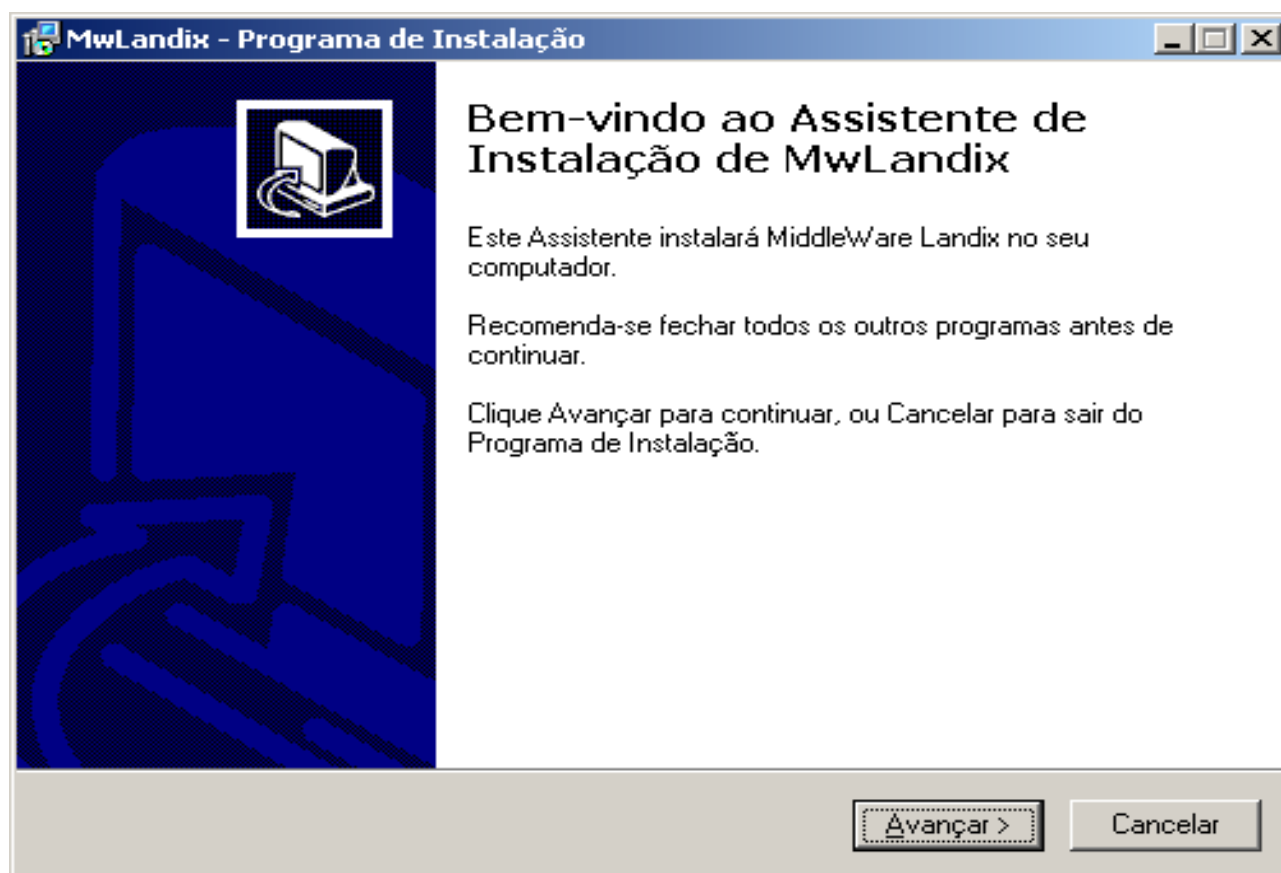 MwLandix - Programa de Instalação
Bem-vindo ao Assistente de
Instalação de MwLandix
Este Assistente instalará MiddleWare Landix no seu
computador.
Recomenda-se fechar todos os outros programas antes de
continuar.
Clique Avançar para continuar, ou Cancelar para sair do
Programa de Instalação.
Avançar > Cancelar